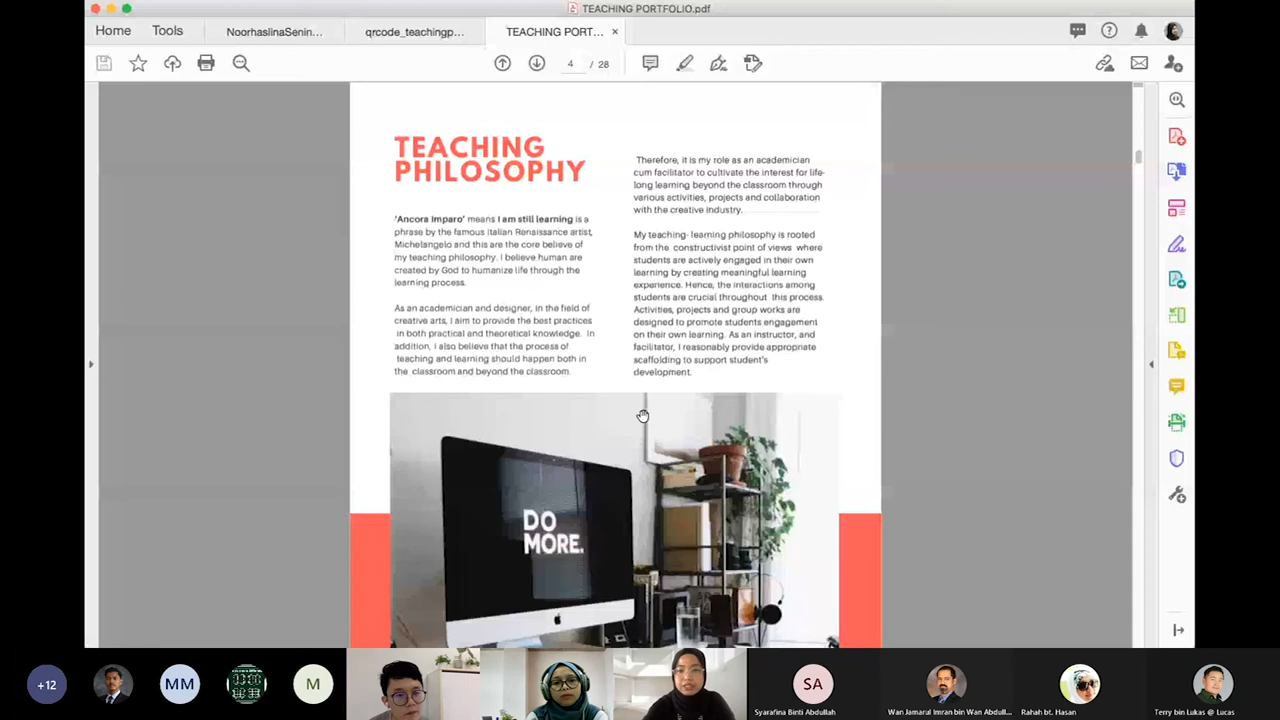 TEACHING PORTFOLIO.pdf
Home
Tools
NoorhaslinaSenin...
qrcode_teachingp...
TEACHING PORT...
4 / 28
TEACHING
PHILOSOPHY
'Ancora Imparo' means I am still learning is a
phrase by the famous Italian Renaissance artist,
Michelangelo and this are the core believe of
my teaching philosophy. I believe human are
created by God to humanize life through the
learning process.
As an academician and designer, in the field of
creative arts, I aim to provide the best practices
in both practical and theoretical knowledge. In
addition, I also believe that the process of
teaching and learning should happen both in
the classroom and beyond the classroom.
Therefore, it is my role as an academician
cum facilitator to cultivate the interest for life-
long learning beyond the classroom through
various activities, projects and collaboration
with the creative industry.
My teaching- learning philosophy is rooted
from the constructivist point of views where
students are actively engaged in their own
learning by creating meaningful learning
experience. Hence, the interactions among
students are crucial throughout this process.
Activities, projects and group works are
designed to promote students engagement
on their own learning. As an instructor, and
facilitator, I reasonably provide appropriate
scaffolding to support student's
development.
DO
MORE.
+12
MM
M
SA
Syarafina Binti Abdullah
Wan Jamarul Imran bin Wan Abdull...
Rahah bt. Hasan
Terry bin Lukas @ Lucas